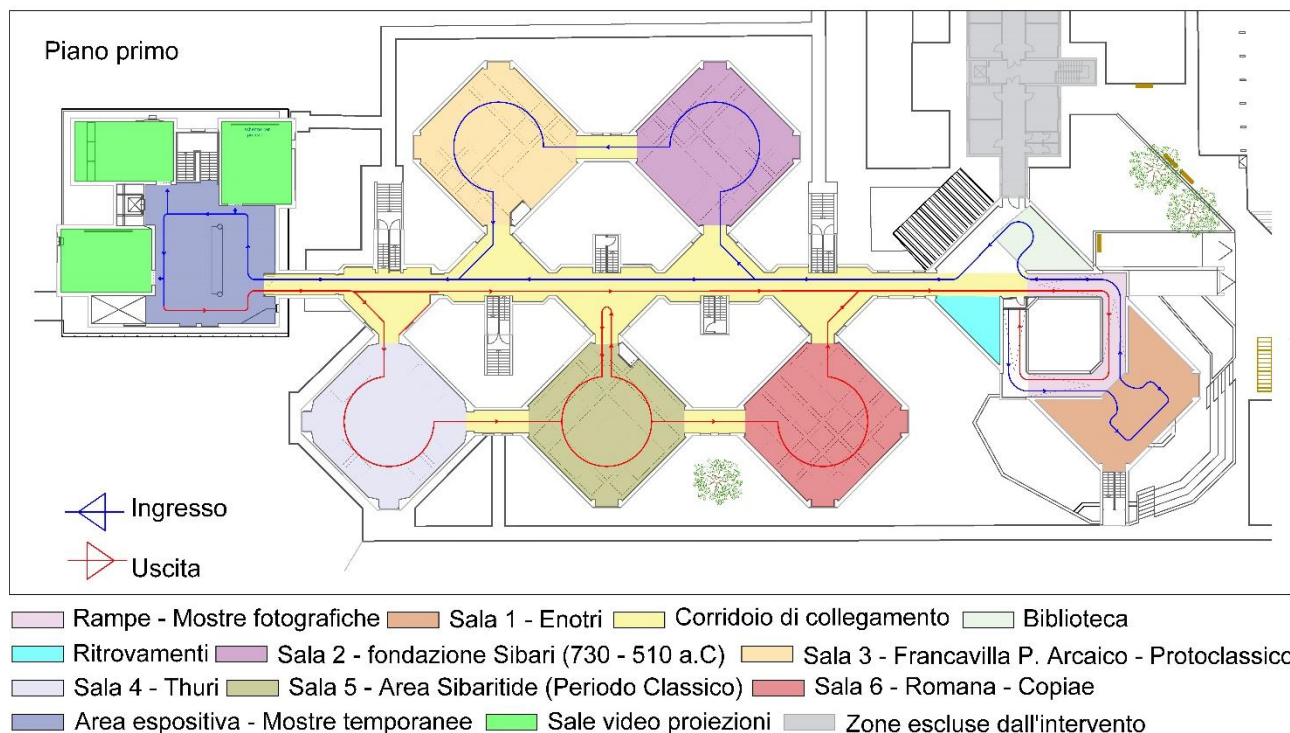 Piano primo
Ingresso
Uscita
Rampe - Mostre fotografiche Sala 1 - Enotri Corridoio di collegamento Biblioteca
Ritrovamenti Sala 2 - fondazione Sibari (730 - 510 a.C) Sala 3 - Francavilla P. Arcaico - Protoclassico
Sala 4 - Thuri Sala 5 - Area Sibaritide (Periodo Classico) Sala 6 - Romana - Copiae
Area espositiva - Mostre temporanee Sale video proiezioni Zone escluse dall'intervento